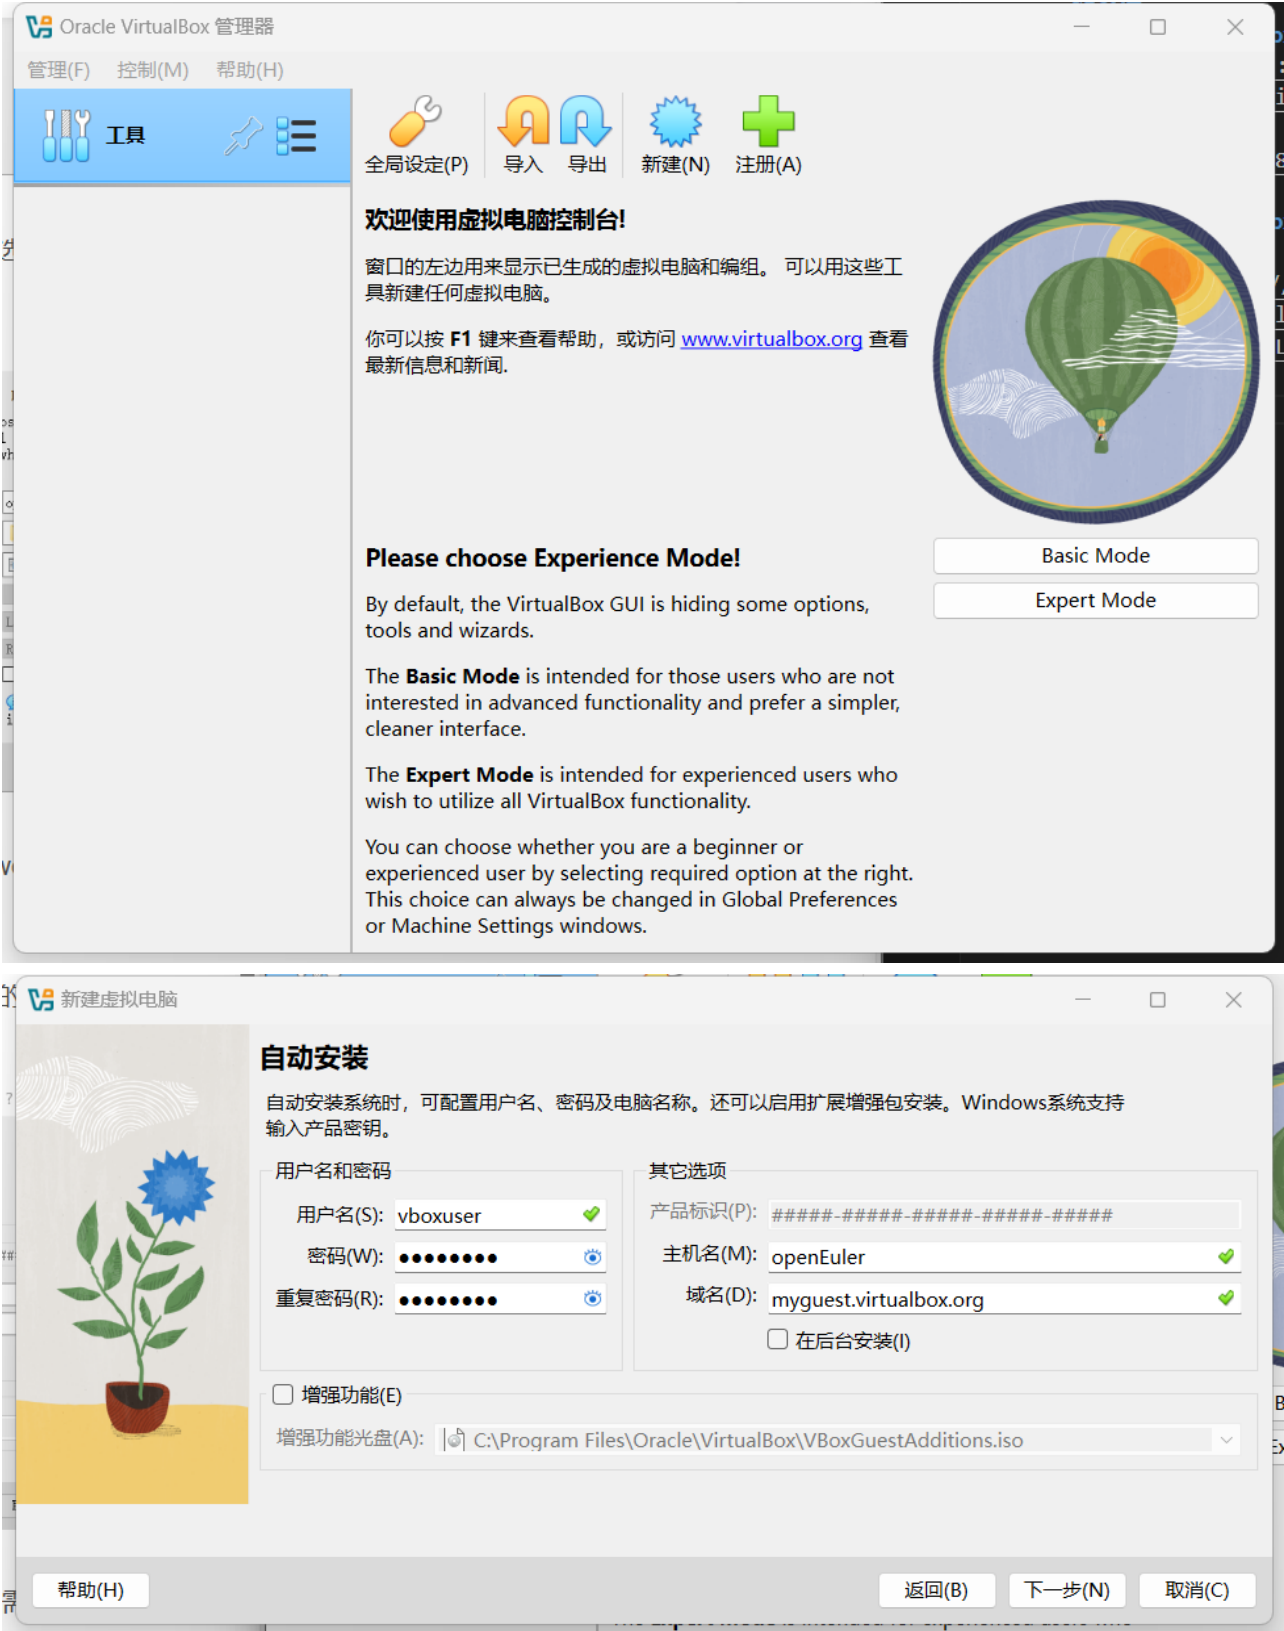 Oracle VirtualBox 管理器
管理(F) 控制(M) 帮助(H)
工具
全局设定(P) 导入 导出 新建(N) 注册(A)
欢迎使用虚拟电脑控制台!
窗口的左边用来显示已生成的虚拟电脑和编组。 可以用这些工
具新建任何虚拟电脑。
你可以按 F1 键来查看帮助，或访问 www.virtualbox.org 查看
最新信息和新闻.
Please choose Experience Mode!
By default, the VirtualBox GUI is hiding some options,
tools and wizards.
The Basic Mode is intended for those users who are not
interested in advanced functionality and prefer a simpler,
cleaner interface.
The Expert Mode is intended for experienced users who
wish to utilize all VirtualBox functionality.
You can choose whether you are a beginner or
experienced user by selecting required option at the right.
This choice can always be changed in Global Preferences
or Machine Settings windows.
Basic Mode
Expert Mode
新建虚拟电脑
自动安装
自动安装系统时，可配置用户名、密码及电脑名称。还可以启用扩展增强包安装。Windows系统支持
输入产品密钥。
用户名和密码
用户名(S): vboxuser
密码(W): ●●●●●●●●
重复密码(R): ●●●●●●●●
其它选项
产品标识(P): #####-#####-#####-#####-#####
主机名(M): openEuler
域名(D): myguest.virtualbox.org
在后台安装(I)
增强功能(E)
增强功能光盘(A): C:\Program Files\Oracle\VirtualBox\VBoxGuestAdditions.iso
帮助(H) 返回(B) 下一步(N) 取消(C)